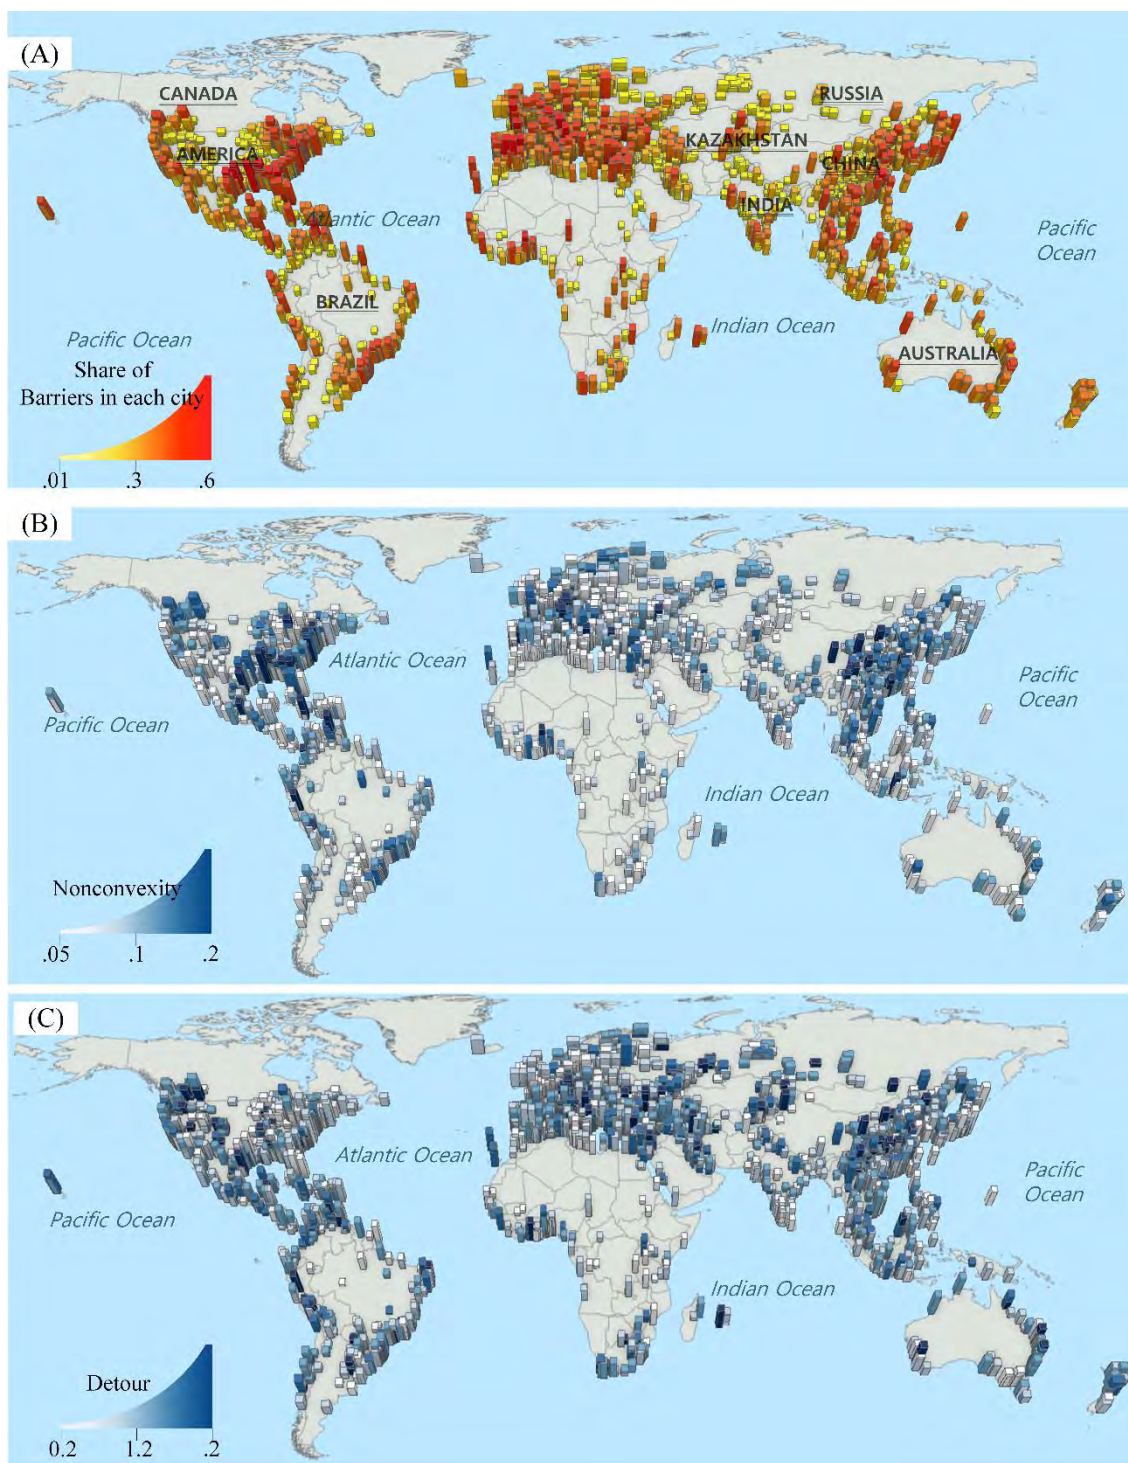 (A)
CANADA
RUSSIA
AMERICA
KAZAKHSTAN
CHINA
INDIA
Atlantic Ocean
Pacific
Ocean
BRAZIL
Indian Ocean
Pacific Ocean
AUSTRALIA
Share of
Barriers in each city
.01 .3 .6
(B)
Atlantic Ocean
Pacific
Ocean
Pacific Ocean
Indian Ocean
Nonconvexity
.05 .1 .2
(C)
Atlantic Ocean
Pacific
Ocean
Pacific Ocean
Indian Ocean
Detour
0.2 1.2 .2